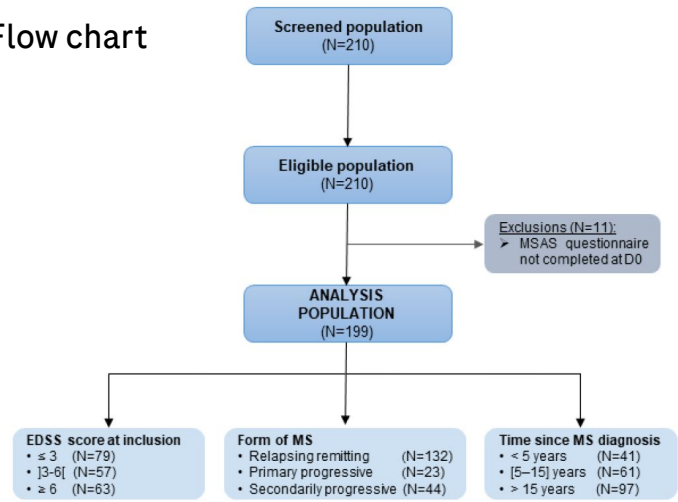 Flow chart
Screened population
(N=210)
Eligible population
(N=210)
Exclusions (N=11):
➢ MSAS questionnaire
not completed at D0
ANALYSIS
POPULATION
(N=199)
EDSS score at inclusion
• ≤ 3 (N=79)
• ]3-6[ (N=57)
• ≥ 6 (N=63)
Form of MS
• Relapsing remitting (N=132)
• Primary progressive (N=23)
• Secondarily progressive (N=44)
Time since MS diagnosis
• < 5 years (N=41)
• [5–15] years (N=61)
• > 15 years (N=97)